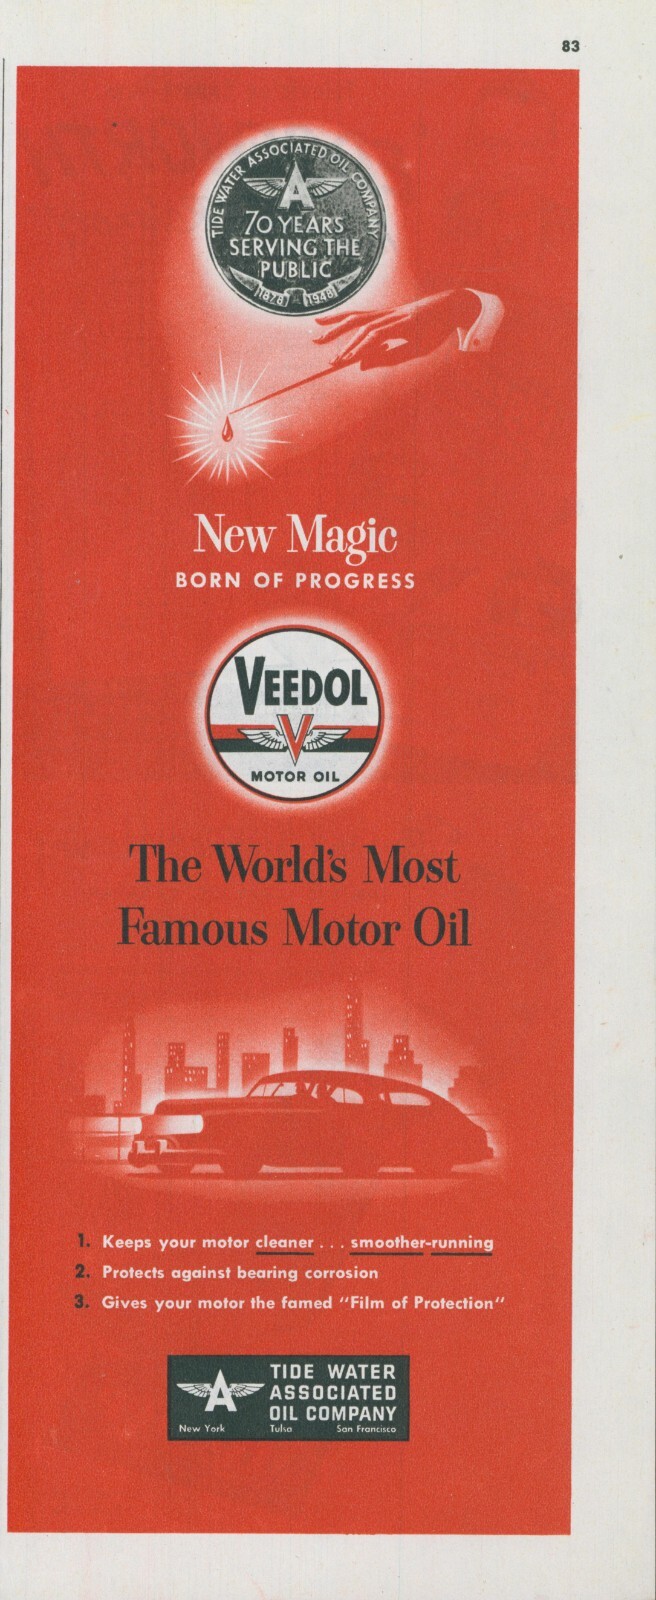 83
TIDE WATER ASSOCIATED OIL COMPANY
A
70 YEARS
SERVING THE
PUBLIC
1878 1948
New Magic
BORN OF PROGRESS
VEEDOL
V
MOTOR OIL
The World's Most
Famous Motor Oil
1. Keeps your motor cleaner . . . smoother-running
2. Protects against bearing corrosion
3. Gives your motor the famed "Film of Protection"
A
TIDE WATER
ASSOCIATED
OIL COMPANY
New York Tulsa San Francisco